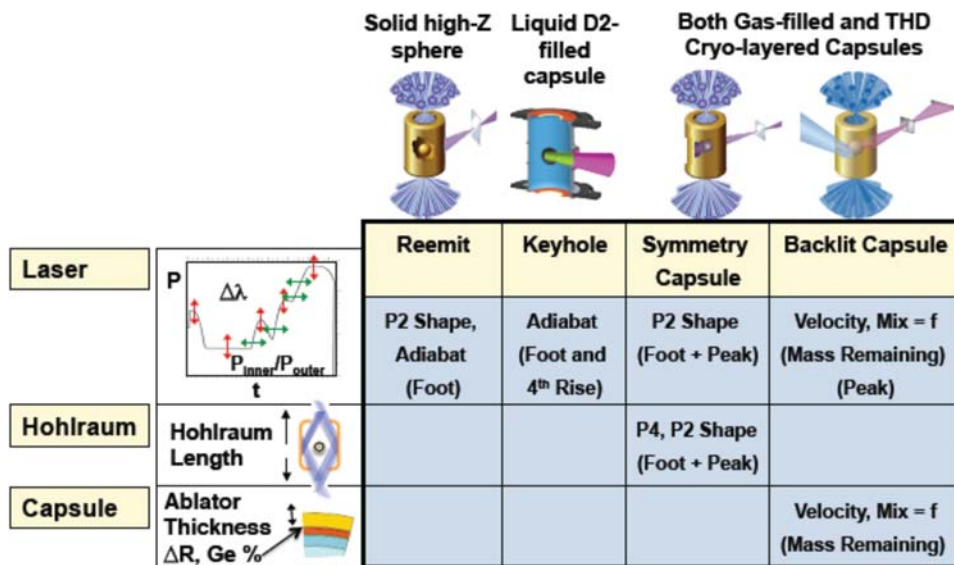 Solid high-Z
sphere
Liquid D2-
filled
capsule
Both Gas-filled and THD
Cryo-layered Capsules
Reemit
Keyhole
Symmetry
Capsule
Backlit Capsule
Laser
P
Δλ
P_inner/P_outer
t
P2 Shape,
Adiabat
(Foot)
Adiabat
(Foot and
4th Rise)
P2 Shape
(Foot + Peak)
Velocity, Mix = f
(Mass Remaining)
(Peak)
Hohlraum
Hohlraum
Length
P4, P2 Shape
(Foot + Peak)
Capsule
Ablator
Thickness
ΔR, Ge %
Velocity, Mix = f
(Mass Remaining)